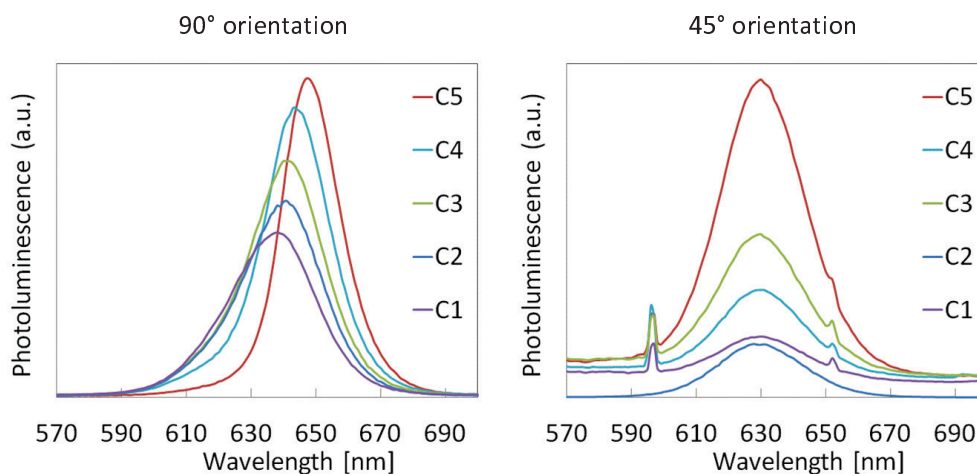 90° orientation
Photoluminescence (a.u.)
C5
C4
C3
C2
C1
570 590 610 630 650 670 690
Wavelength [nm]
45° orientation
Photoluminescence (a.u.)
C5
C4
C3
C2
C1
570 590 610 630 650 670 690
Wavelength [nm]